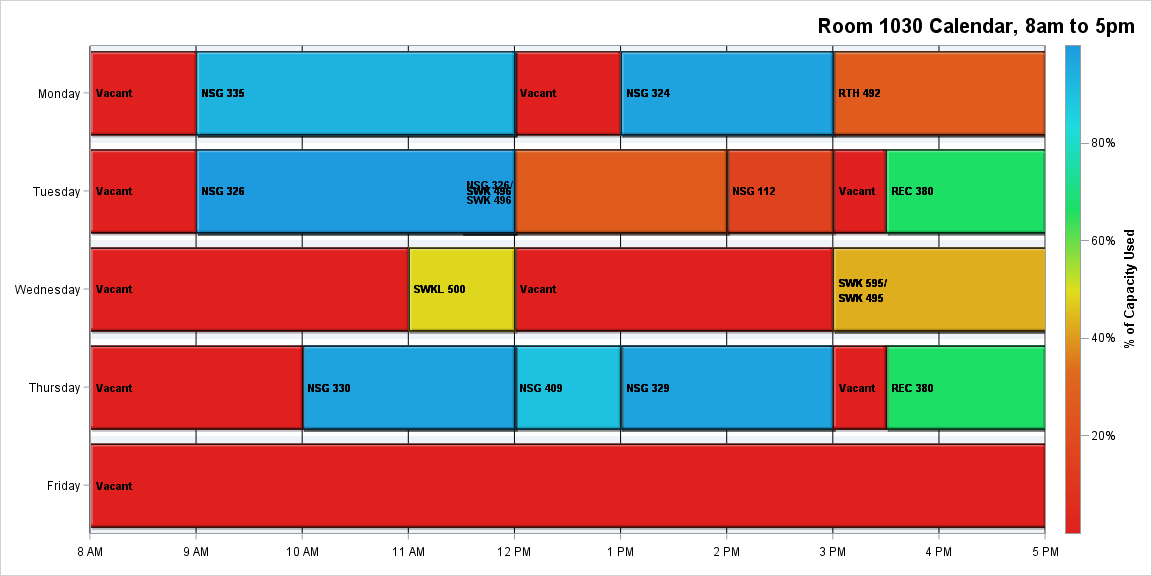 Room 1030 Calendar, 8am to 5pm
Monday
Vacant
NSG 335
Vacant
NSG 324
RTH 492
Tuesday
Vacant
NSG 326
NSG 326/
SWK 496
SWK 496
NSG 112
Vacant
REC 380
Wednesday
Vacant
SWKL 500
Vacant
SWK 595/
SWK 495
Thursday
Vacant
NSG 330
NSG 409
NSG 329
Vacant
REC 380
Friday
Vacant
8 AM
9 AM
10 AM
11 AM
12 PM
1 PM
2 PM
3 PM
4 PM
5 PM
80%
60%
40%
20%
% of Capacity Used